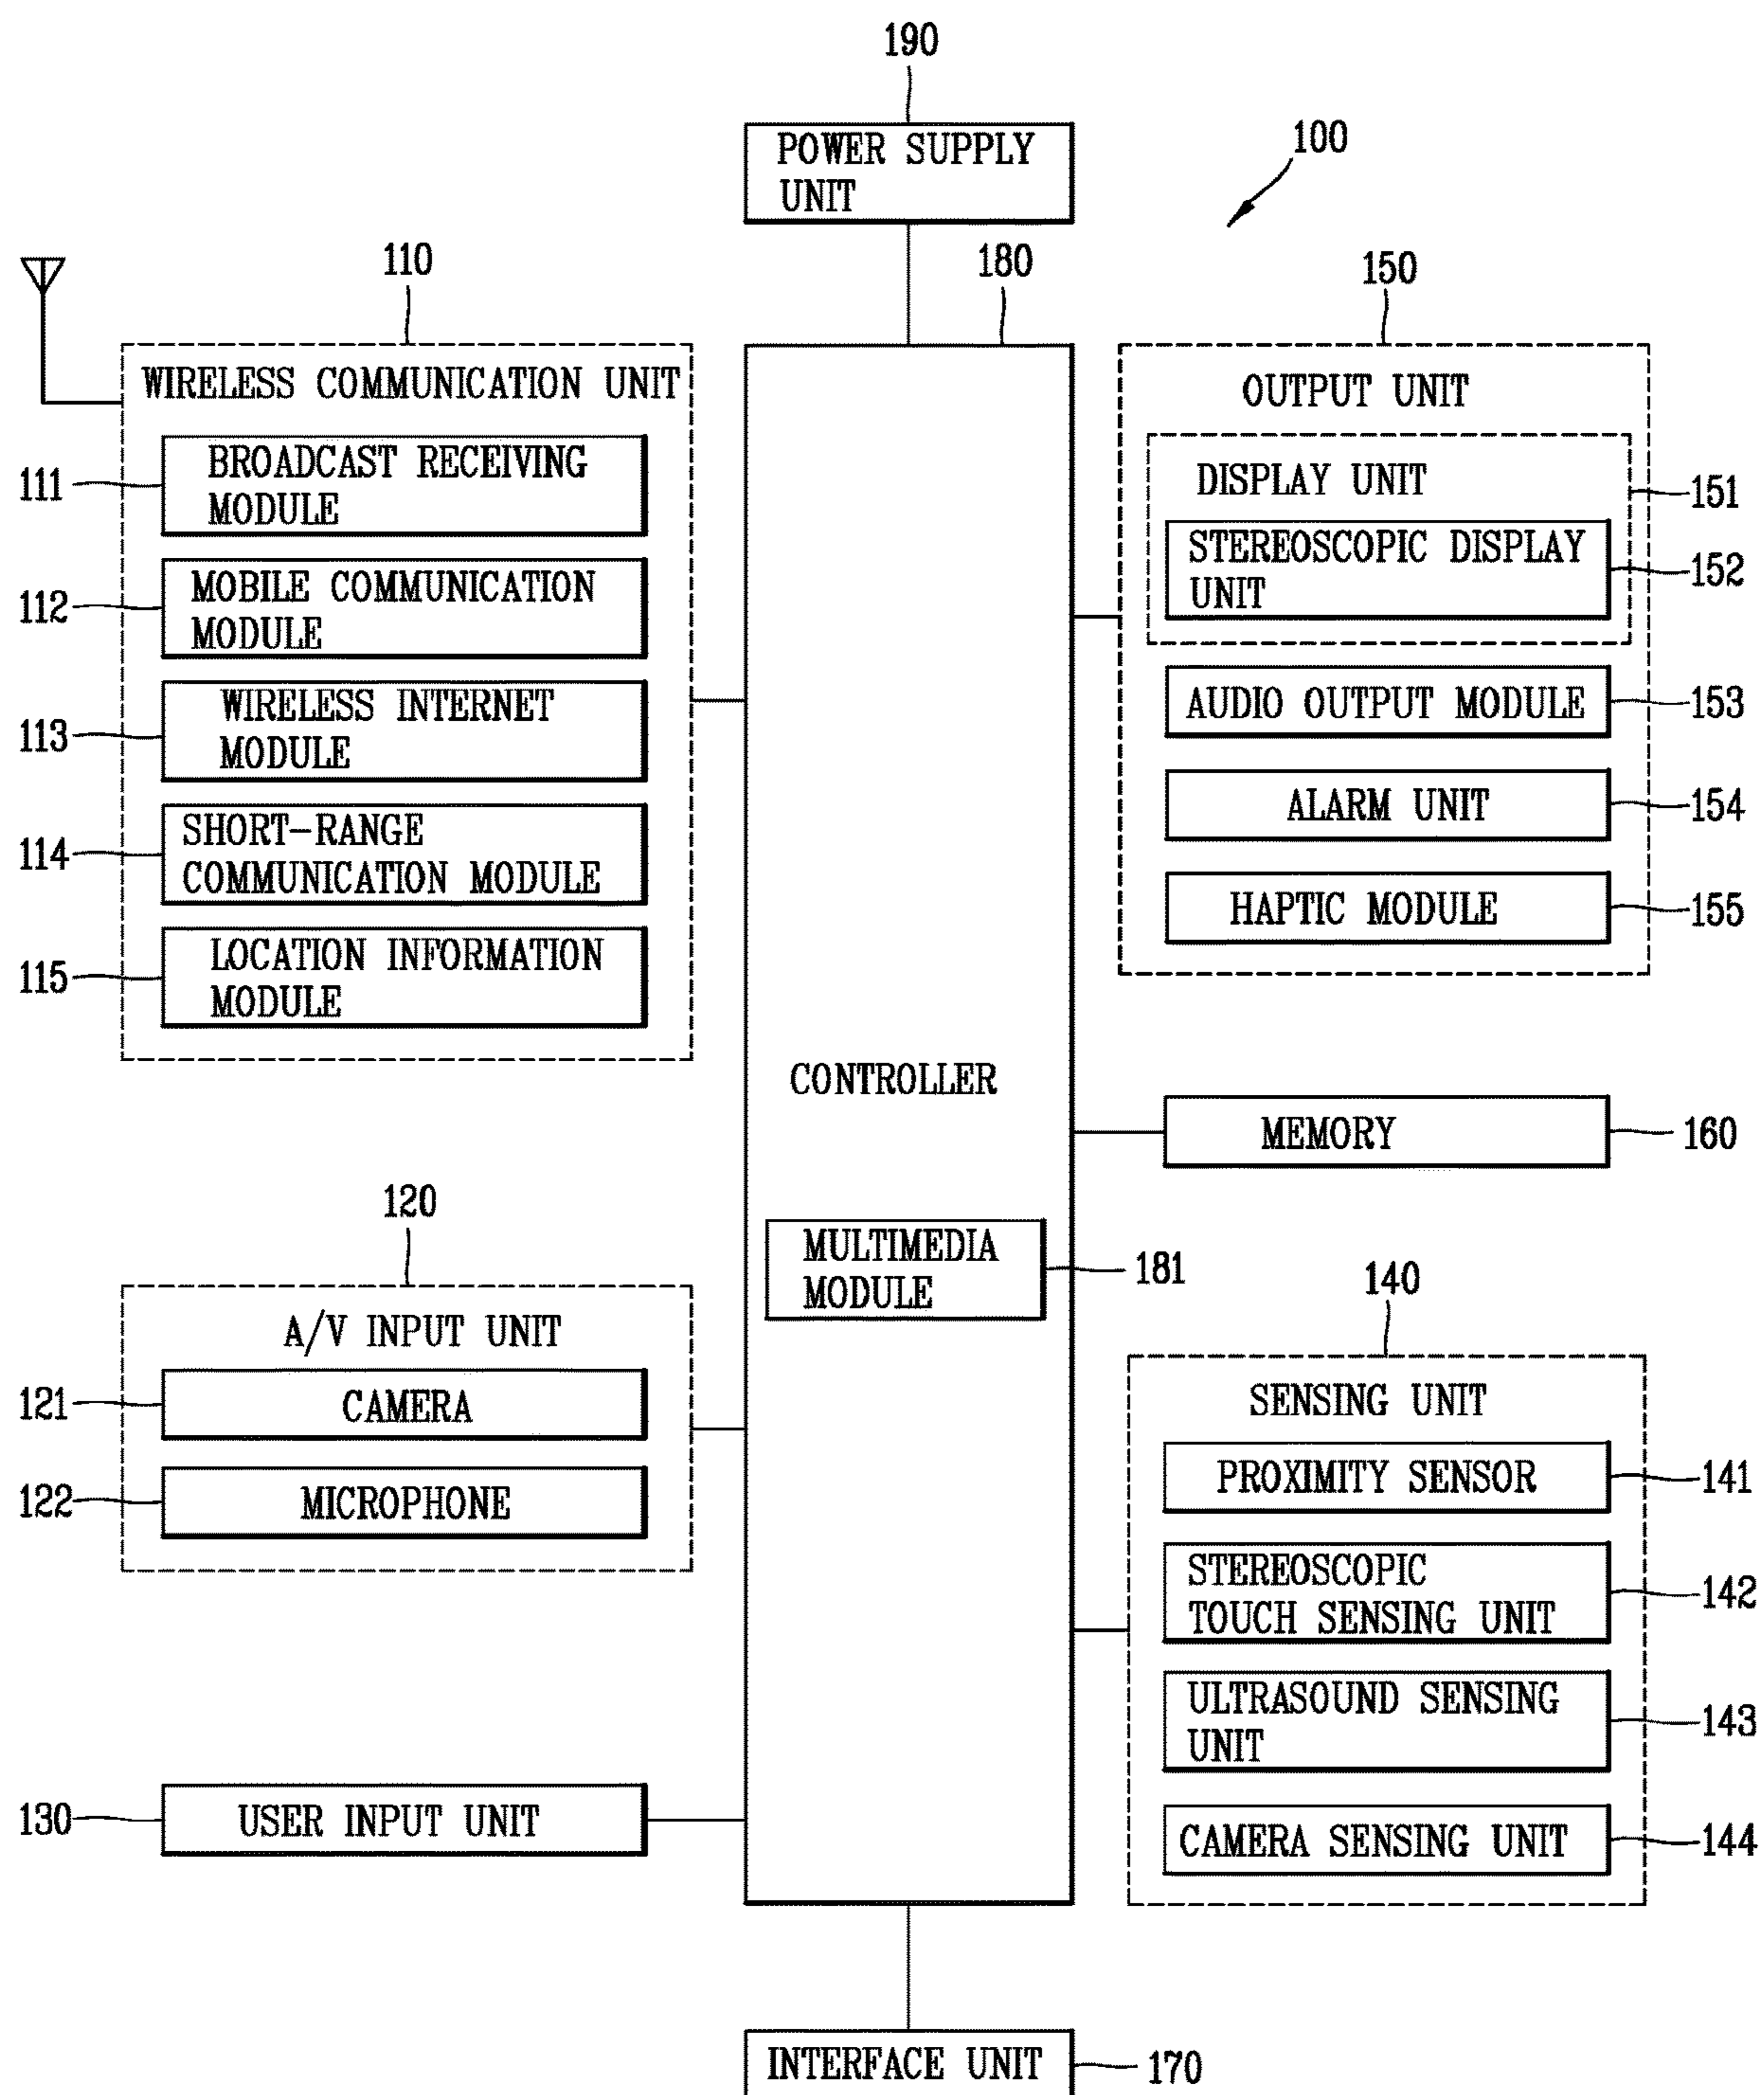 190
POWER SUPPLY
UNIT
100
110
180
150
WIRELESS COMMUNICATION UNIT
111
BROADCAST RECEIVING
MODULE
112
MOBILE COMMUNICATION
MODULE
113
WIRELESS INTERNET
MODULE
114
SHORT-RANGE
COMMUNICATION MODULE
115
LOCATION INFORMATION
MODULE
OUTPUT UNIT
DISPLAY UNIT
151
STEREOSCOPIC DISPLAY
UNIT
152
AUDIO OUTPUT MODULE
153
ALARM UNIT
154
HAPTIC MODULE
155
CONTROLLER
MEMORY
160
MULTIMEDIA
MODULE
181
120
A/V INPUT UNIT
121
CAMERA
122
MICROPHONE
140
SENSING UNIT
PROXIMITY SENSOR
141
STEREOSCOPIC
TOUCH SENSING UNIT
142
ULTRASOUND SENSING
UNIT
143
CAMERA SENSING UNIT
144
130
USER INPUT UNIT
INTERFACE UNIT
170